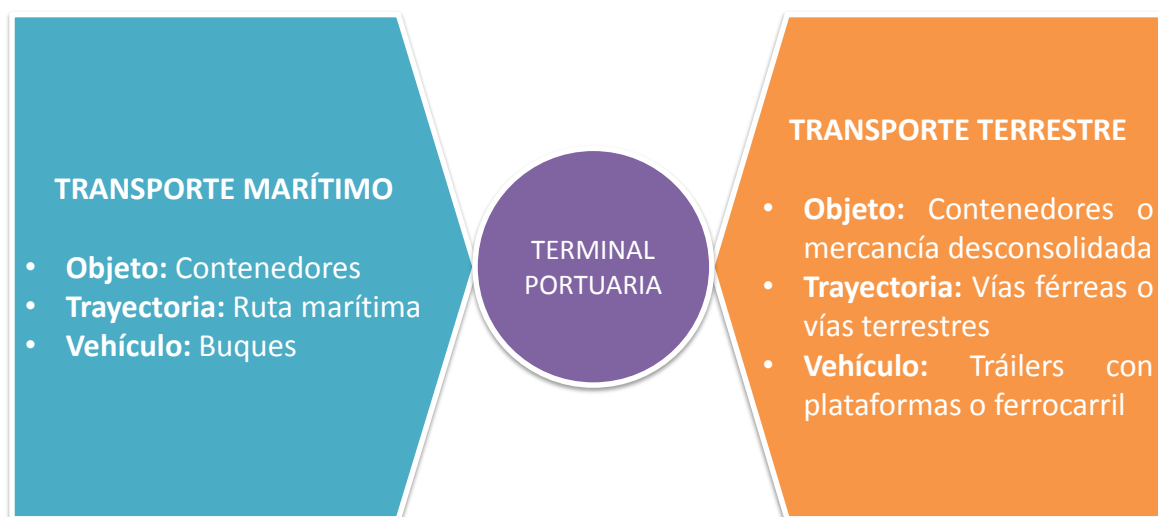 TRANSPORTE MARÍTIMO
• Objeto: Contenedores
• Trayectoria: Ruta marítima
• Vehículo: Buques
TERMINAL
PORTUARIA
TRANSPORTE TERRESTRE
• Objeto: Contenedores o
mercancía desconsolidada
• Trayectoria: Vías férreas o
vías terrestres
• Vehículo: Tráilers con
plataformas o ferrocarril